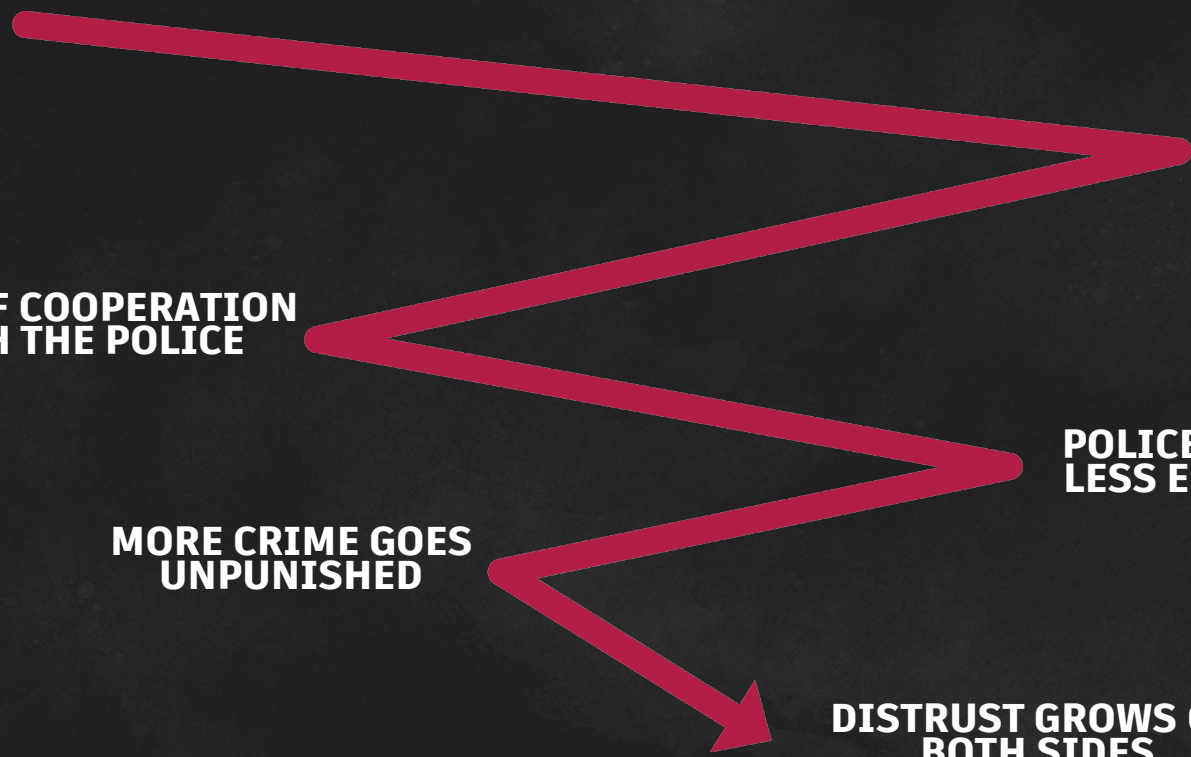 COOPERATION
THE POLICE
POLICE
LESS
MORE CRIME GOES
UNPUNISHED
DISTRUST GROWS
BOTH SIDES